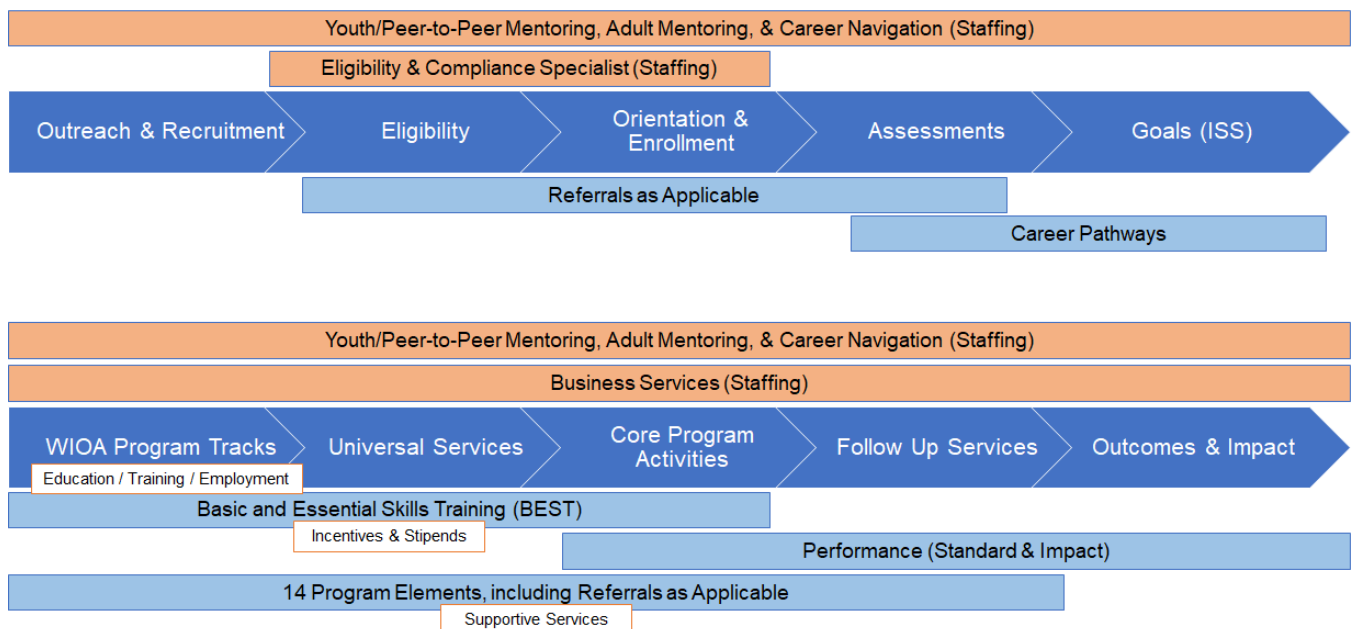 Youth/Peer-to-Peer Mentoring, Adult Mentoring, & Career Navigation (Staffing)
Eligibility & Compliance Specialist (Staffing)
Outreach & Recruitment
Eligibility
Orientation &
Enrollment
Assessments
Goals (ISS)
Referrals as Applicable
Career Pathways
Youth/Peer-to-Peer Mentoring, Adult Mentoring, & Career Navigation (Staffing)
Business Services (Staffing)
WIOA Program Tracks
Education / Training / Employment
Universal Services
Core Program
Activities
Follow Up Services
Outcomes & Impact
Basic and Essential Skills Training (BEST)
Incentives & Stipends
Performance (Standard & Impact)
14 Program Elements, including Referrals as Applicable
Supportive Services